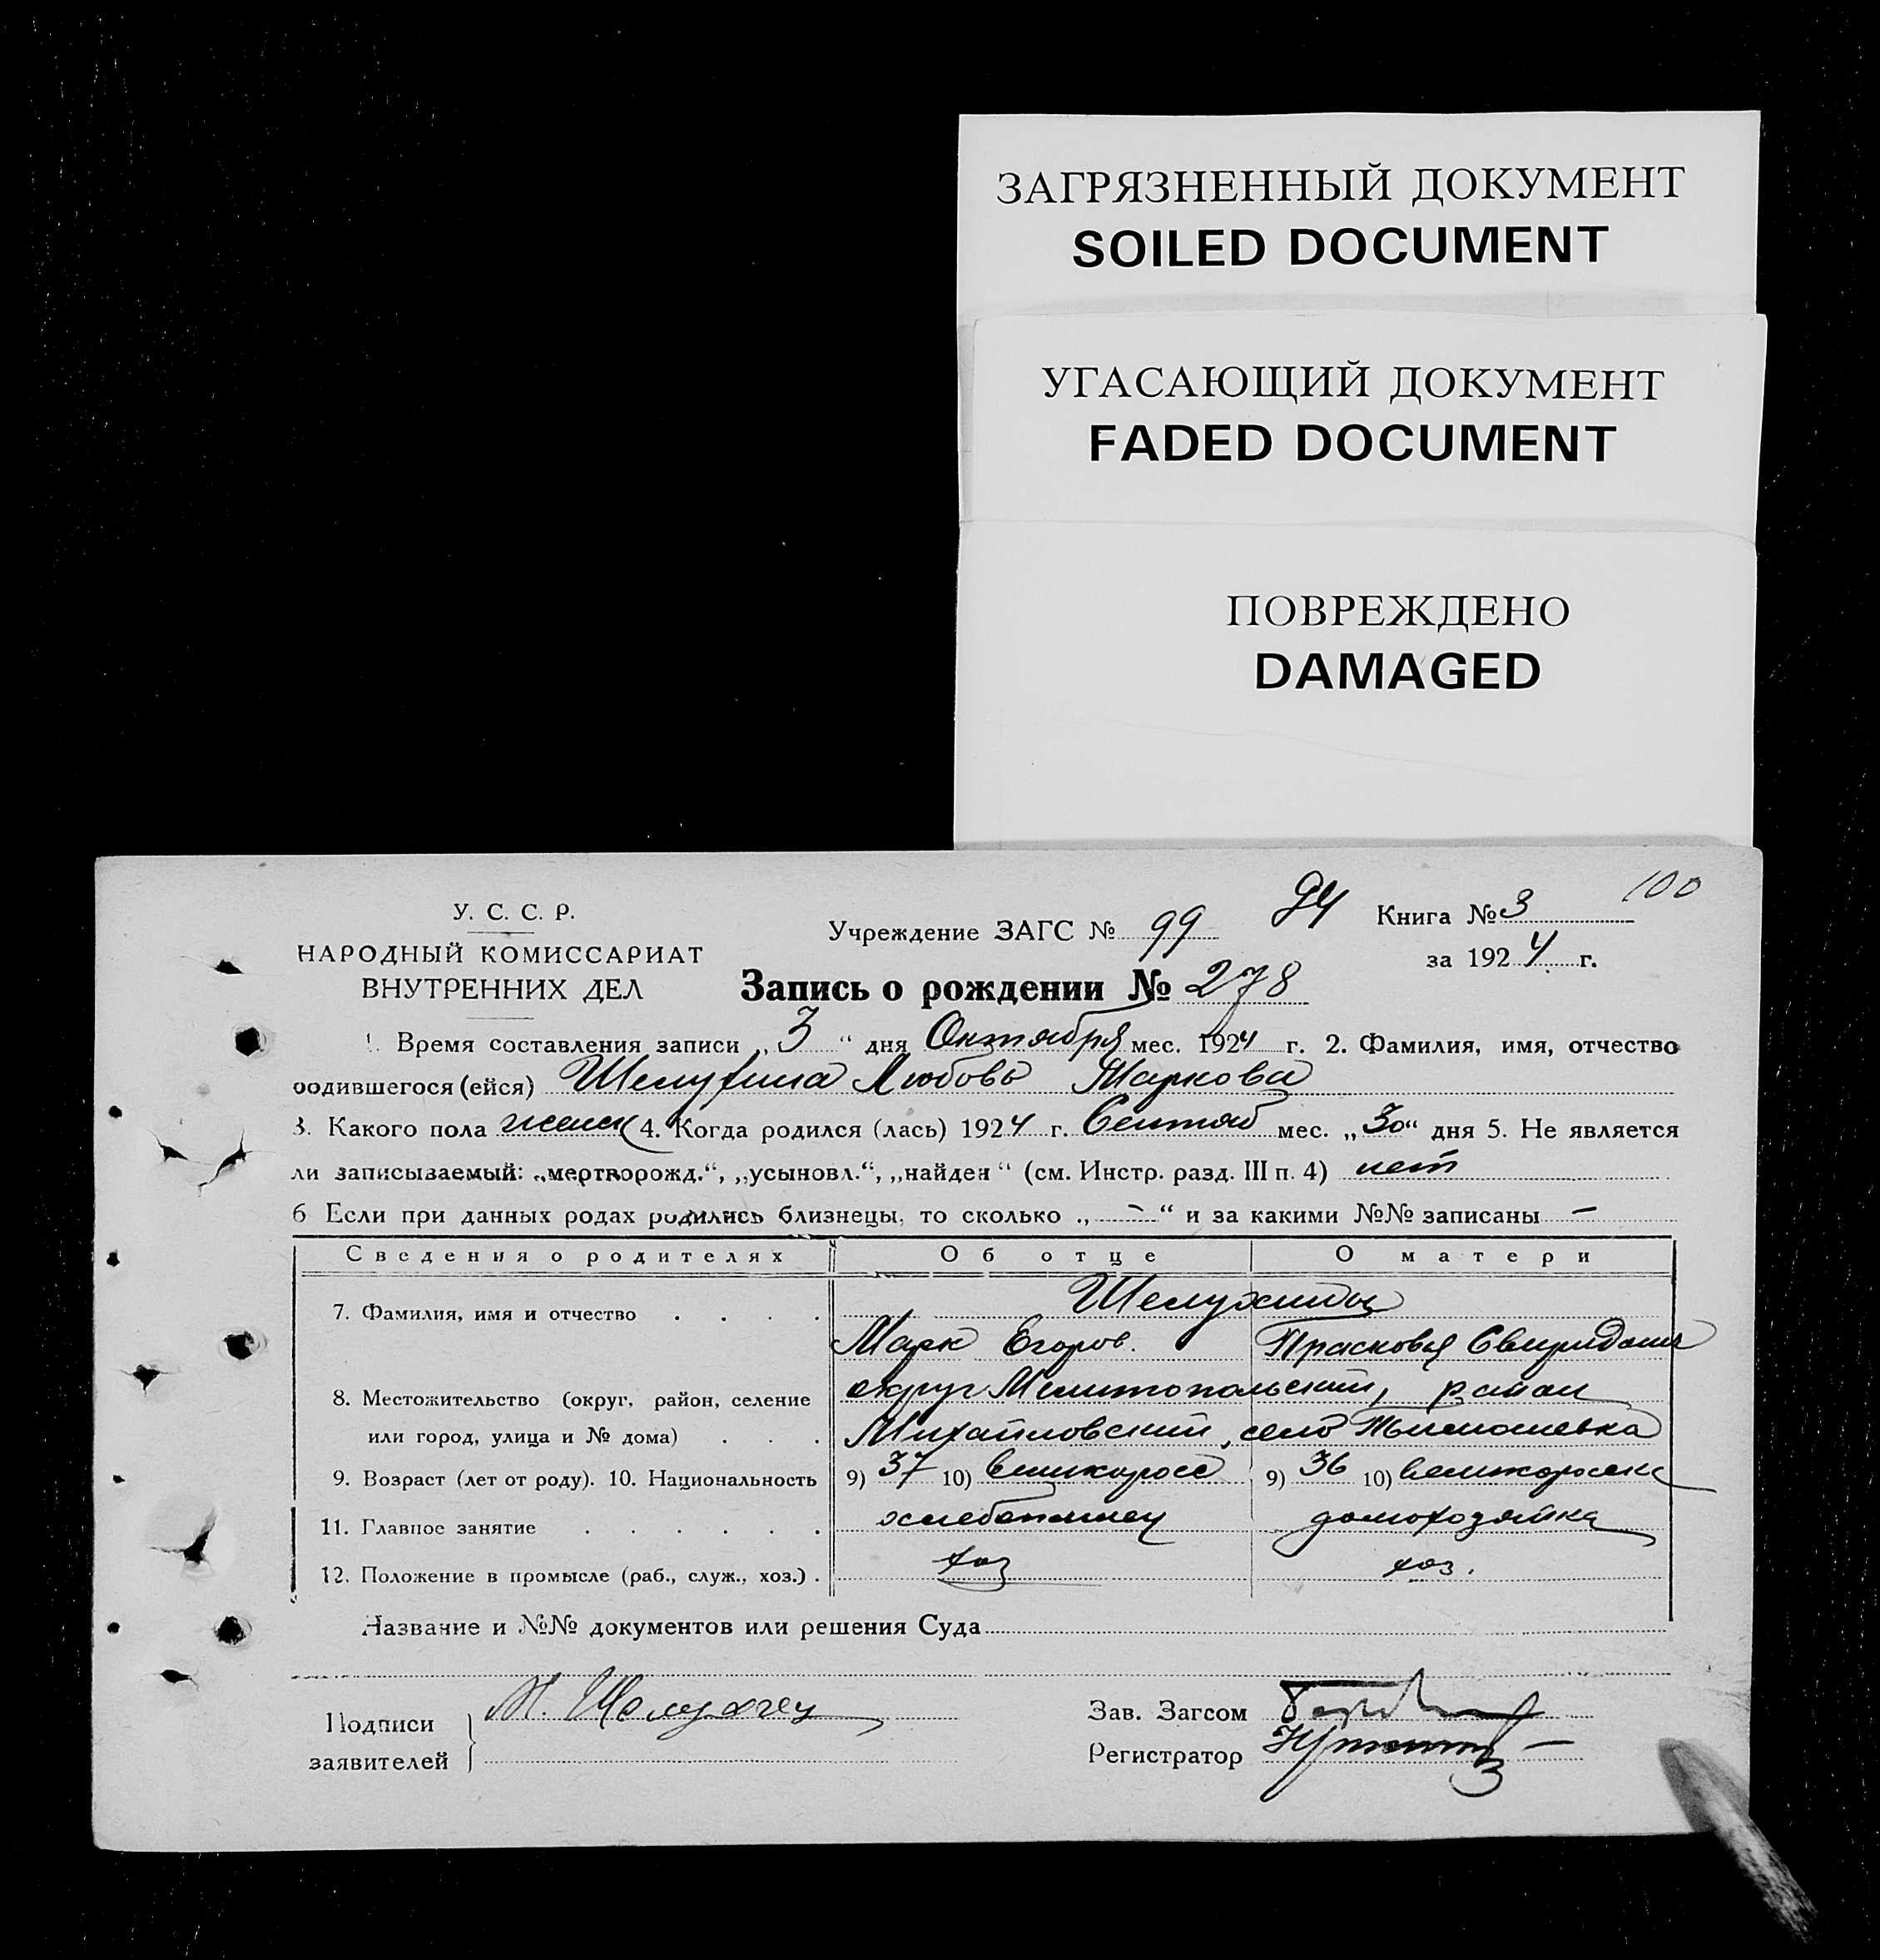 ЗАГРЯЗНЕННЫЙ ДОКУМЕНТ
SOILED DOCUMENT
УГАСАЮЩИЙ ДОКУМЕНТ
FADED DOCUMENT
ПОВРЕЖДЕНО
DAMAGED
100
У. С. С. Р.
НАРОДНЫЙ КОМИССАРИАТ
ВНУТРЕННИХ ДЕЛ
Учреждение ЗАГС № 99
94
Книга № 3
за 1924 г.
Запись о рождении № 278
1. Время составления записи „3“ дня Октября мес. 1924 г. 2. Фамилия, имя, отчество
родившегося (ейся) Шелухина Любовь Маркова
3. Какого пола женск 4. Когда родился (лась) 1924 г. Сентяб мес. „30“ дня 5. Не является
ли записываемый: „мертворожд.“, „усыновл.“, „найден“ (см. Инстр. разд. III п. 4) нет
6 Если при данных родах родились близнецы, то сколько „-“ и за какими №№ записаны -
Сведения о родителях Об отце О матери
7. Фамилия, имя и отчество Шелухины
Марк Егоров. Прасковья
8. Местожительство (округ, район, селение округ Мелитопольский, район
или город, улица и № дома) Михайловский, село Тимошевка
9. Возраст (лет от роду). 10. Национальность 9) 37 10) великоросс 9) 36 10)
11. Главное занятие хлебопашец домохозяйка
12. Положение в промысле (раб., служ., хоз.) хоз хоз.
Название и №№ документов или решения Суда
Подписи
заявителей
Зав. Загсом
Регистратор